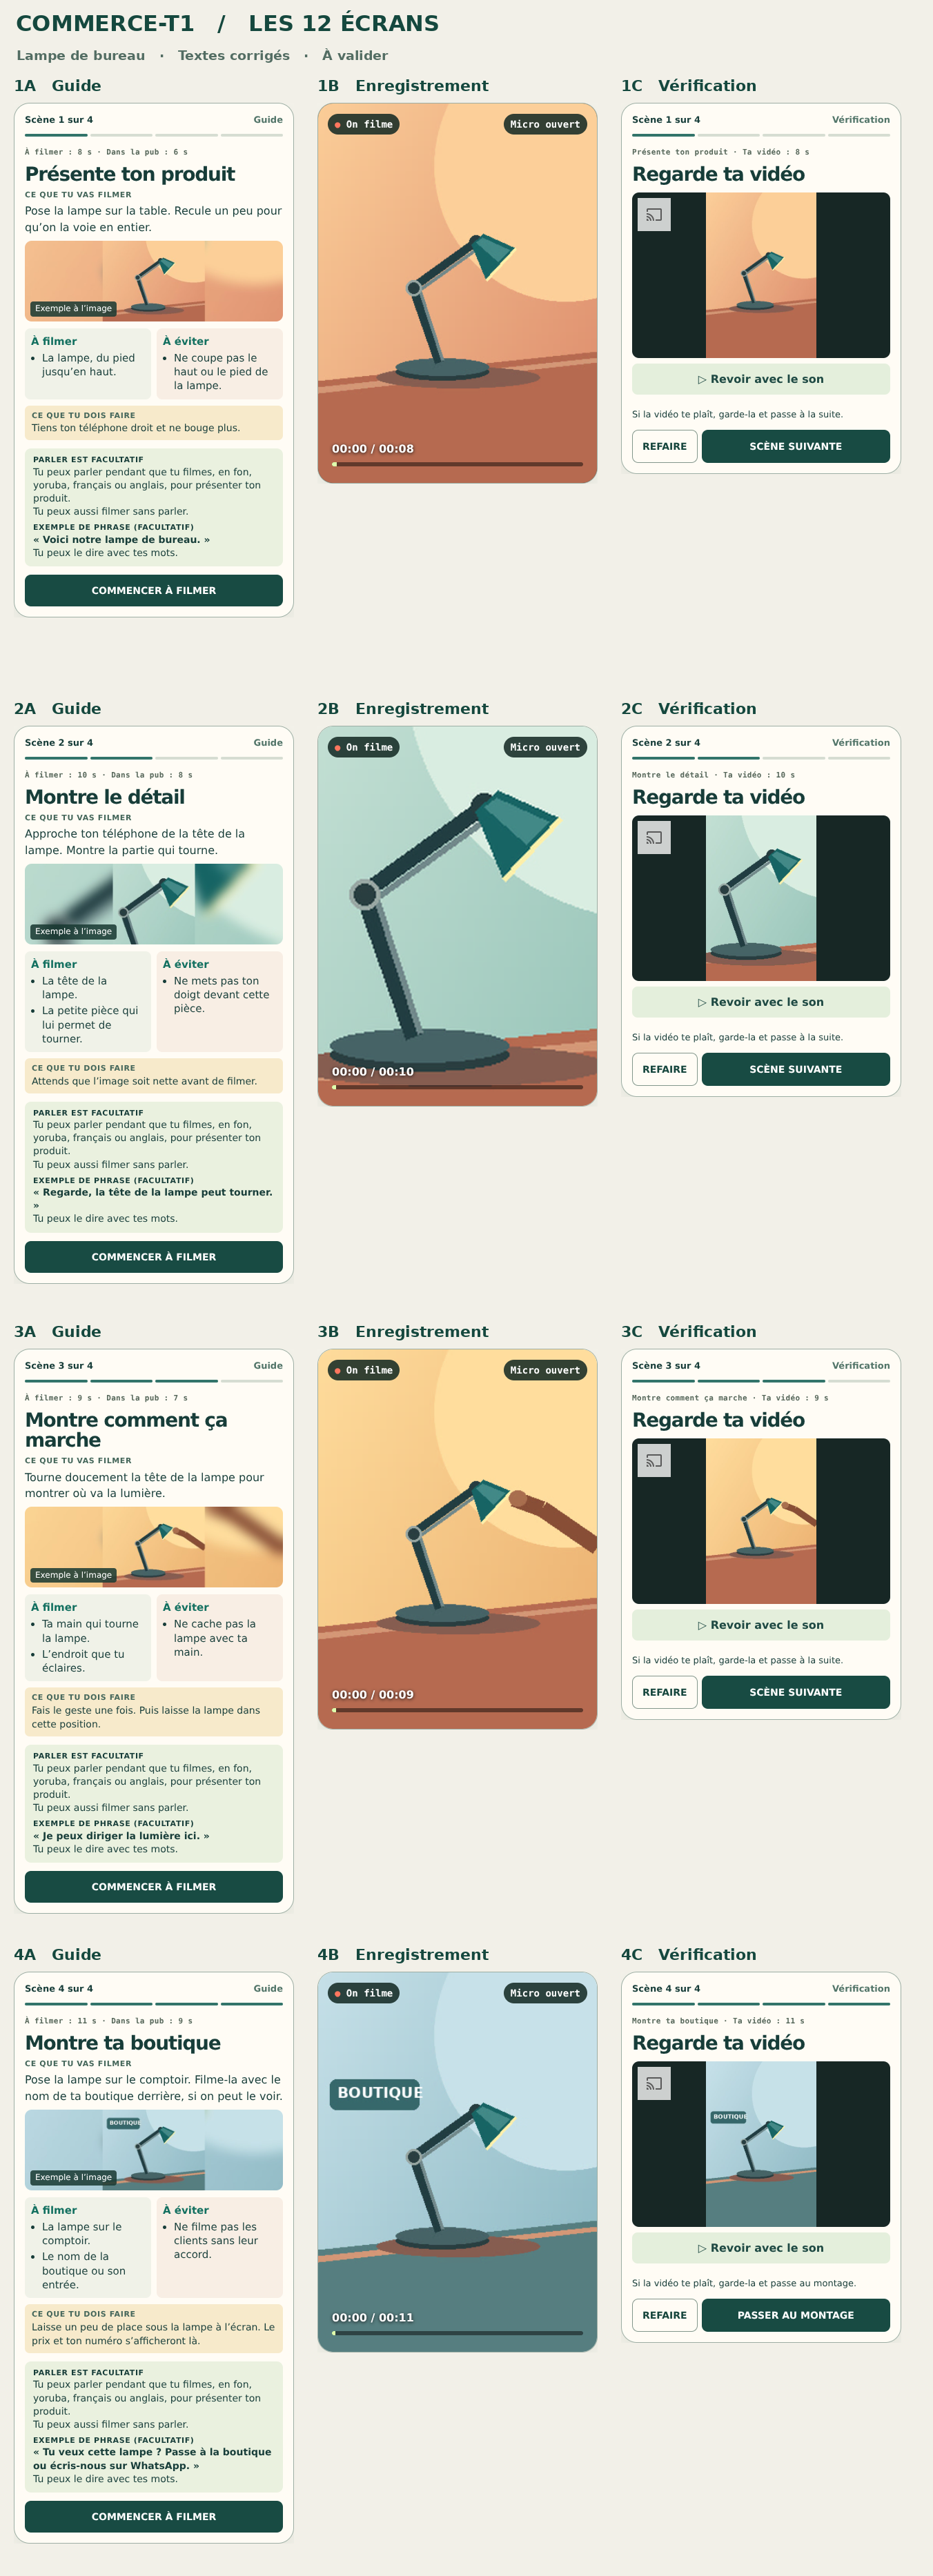 COMMERCE-T1 / LES 12 ÉCRANS
Lampe de bureau · Textes corrigés · À valider
1A Guide
Scène 1 sur 4
Guide
À filmer : 8 s · Dans la pub : 6 s
Présente ton produit
CE QUE TU VAS FILMER
Pose la lampe sur la table. Recule un peu pour
qu’on la voie en entier.
Exemple à l’image
À filmer
• La lampe, du pied
jusqu’en haut.
À éviter
• Ne coupe pas le
haut ou le pied de
la lampe.
CE QUE TU DOIS FAIRE
Tiens ton téléphone droit et ne bouge plus.
PARLER EST FACULTATIF
Tu peux parler pendant que tu filmes, en fon,
yoruba, français ou anglais, pour présenter ton
produit.
Tu peux aussi filmer sans parler.
EXEMPLE DE PHRASE (FACULTATIF)
« Voici notre lampe de bureau. »
Tu peux le dire avec tes mots.
COMMENCER À FILMER
1B Enregistrement
● On filme
Micro ouvert
00:00 / 00:08
1C Vérification
Scène 1 sur 4
Vérification
Présente ton produit · Ta vidéo : 8 s
Regarde ta vidéo
▷ Revoir avec le son
Si la vidéo te plaît, garde-la et passe à la suite.
REFAIRE
SCÈNE SUIVANTE
2A Guide
Scène 2 sur 4
Guide
À filmer : 10 s · Dans la pub : 8 s
Montre le détail
CE QUE TU VAS FILMER
Approche ton téléphone de la tête de la
lampe. Montre la partie qui tourne.
Exemple à l’image
À filmer
• La tête de la
lampe.
• La petite pièce qui
lui permet de
tourner.
À éviter
• Ne mets pas ton
doigt devant cette
pièce.
CE QUE TU DOIS FAIRE
Attends que l’image soit nette avant de filmer.
PARLER EST FACULTATIF
Tu peux parler pendant que tu filmes, en fon,
yoruba, français ou anglais, pour présenter ton
produit.
Tu peux aussi filmer sans parler.
EXEMPLE DE PHRASE (FACULTATIF)
« Regarde, la tête de la lampe peut tourner.
»
Tu peux le dire avec tes mots.
COMMENCER À FILMER
2B Enregistrement
● On filme
Micro ouvert
00:00 / 00:10
2C Vérification
Scène 2 sur 4
Vérification
Montre le détail · Ta vidéo : 10 s
Regarde ta vidéo
▷ Revoir avec le son
Si la vidéo te plaît, garde-la et passe à la suite.
REFAIRE
SCÈNE SUIVANTE
3A Guide
Scène 3 sur 4
Guide
À filmer : 9 s · Dans la pub : 7 s
Montre comment ça
marche
CE QUE TU VAS FILMER
Tourne doucement la tête de la lampe pour
montrer où va la lumière.
Exemple à l’image
À filmer
• Ta main qui tourne
la lampe.
• L’endroit que tu
éclaires.
À éviter
• Ne cache pas la
lampe avec ta
main.
CE QUE TU DOIS FAIRE
Fais le geste une fois. Puis laisse la lampe dans
cette position.
PARLER EST FACULTATIF
Tu peux parler pendant que tu filmes, en fon,
yoruba, français ou anglais, pour présenter ton
produit.
Tu peux aussi filmer sans parler.
EXEMPLE DE PHRASE (FACULTATIF)
« Je peux diriger la lumière ici. »
Tu peux le dire avec tes mots.
COMMENCER À FILMER
3B Enregistrement
● On filme
Micro ouvert
00:00 / 00:09
3C Vérification
Scène 3 sur 4
Vérification
Montre comment ça marche · Ta vidéo : 9 s
Regarde ta vidéo
▷ Revoir avec le son
Si la vidéo te plaît, garde-la et passe à la suite.
REFAIRE
SCÈNE SUIVANTE
4A Guide
Scène 4 sur 4
Guide
À filmer : 11 s · Dans la pub : 9 s
Montre ta boutique
CE QUE TU VAS FILMER
Pose la lampe sur le comptoir. Filme-la avec le
nom de ta boutique derrière, si on peut le voir.
BOUTIQUE
Exemple à l’image
À filmer
• La lampe sur le
comptoir.
• Le nom de la
boutique ou son
entrée.
À éviter
• Ne filme pas les
clients sans leur
accord.
CE QUE TU DOIS FAIRE
Laisse un peu de place sous la lampe à l’écran. Le
prix et ton numéro s’afficheront là.
PARLER EST FACULTATIF
Tu peux parler pendant que tu filmes, en fon,
yoruba, français ou anglais, pour présenter ton
produit.
Tu peux aussi filmer sans parler.
EXEMPLE DE PHRASE (FACULTATIF)
« Tu veux cette lampe ? Passe à la boutique
ou écris-nous sur WhatsApp. »
Tu peux le dire avec tes mots.
COMMENCER À FILMER
4B Enregistrement
● On filme
Micro ouvert
BOUTIQUE
00:00 / 00:11
4C Vérification
Scène 4 sur 4
Vérification
Montre ta boutique · Ta vidéo : 11 s
Regarde ta vidéo
BOUTIQUE
▷ Revoir avec le son
Si la vidéo te plaît, garde-la et passe au montage.
REFAIRE
PASSER AU MONTAGE